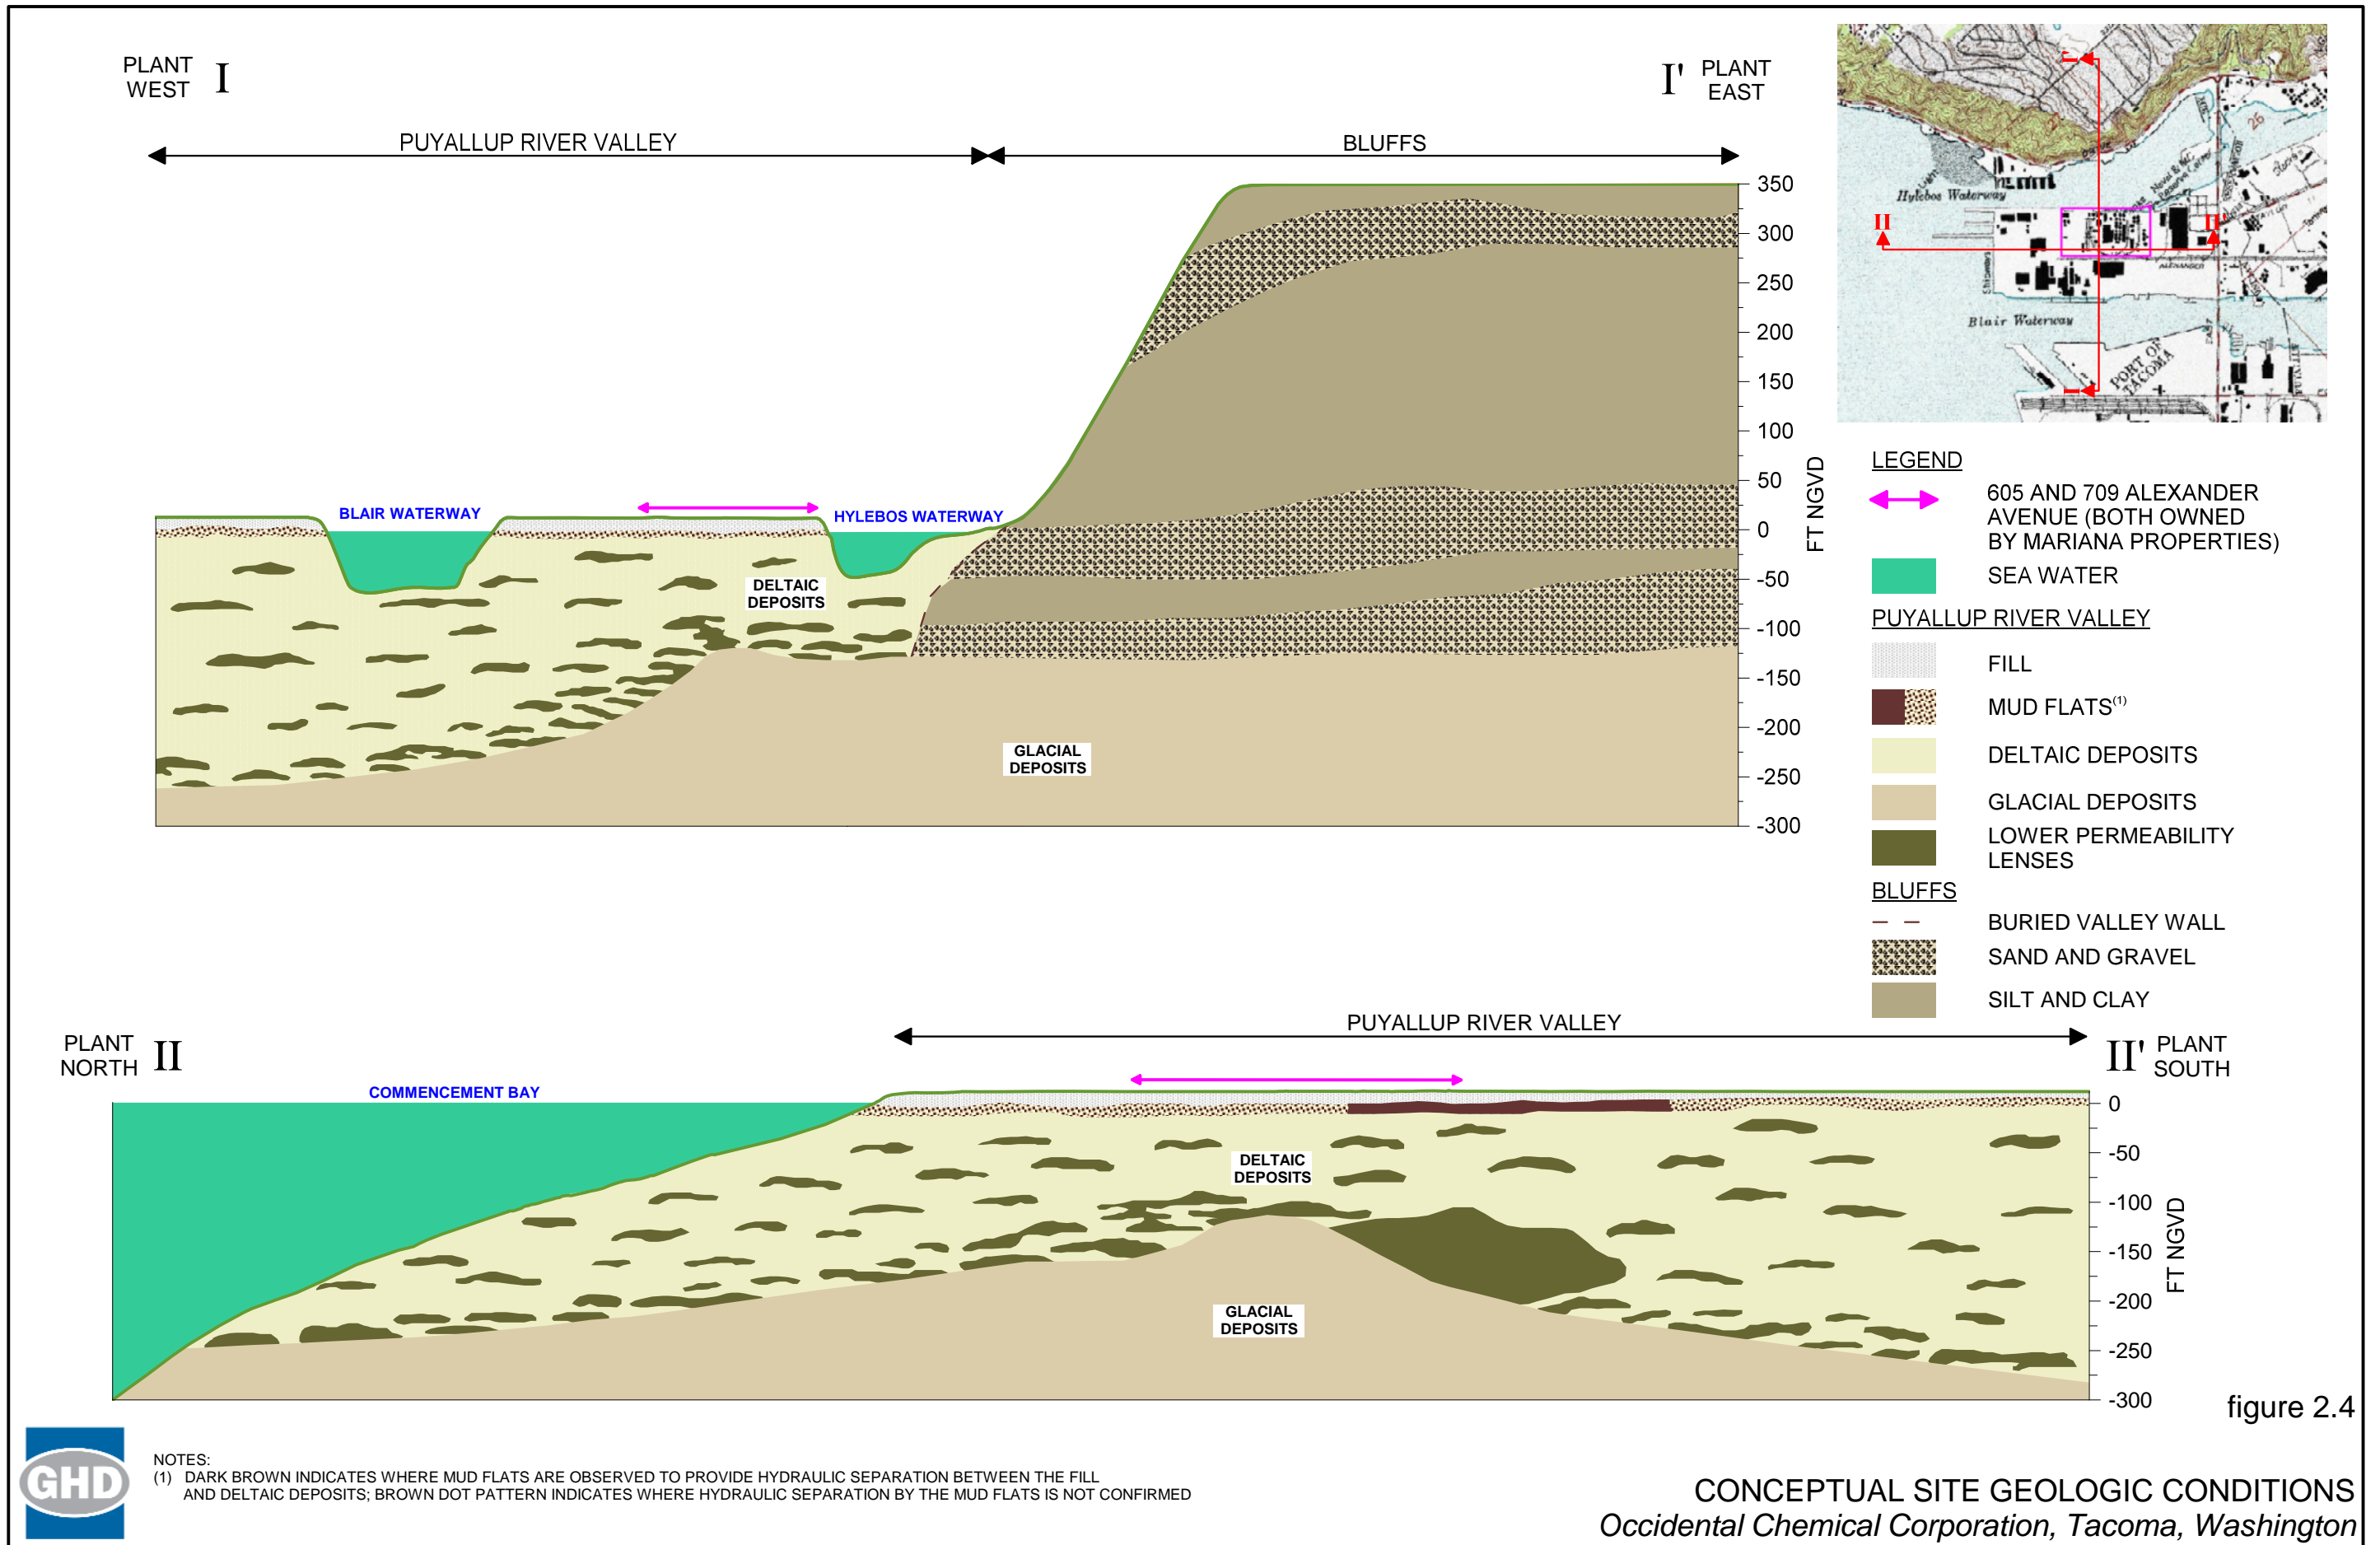 PLANT
WEST
I
I'
PLANT
EAST
PUYALLUP RIVER VALLEY
BLUFFS
350
300
250
200
150
100
50
0
-50
-100
-150
-200
-250
-300
FT NGVD
BLAIR WATERWAY
HYLEBOS WATERWAY
DELTAIC
DEPOSITS
GLACIAL
DEPOSITS
I'
26
Hylebos Waterway
II
II'
ALEXANDER
Blair Waterway
PORT OF
TACOMA
I
LEGEND
605 AND 709 ALEXANDER
AVENUE (BOTH OWNED
BY MARIANA PROPERTIES)
SEA WATER
PUYALLUP RIVER VALLEY
FILL
MUD FLATS(1)
DELTAIC DEPOSITS
GLACIAL DEPOSITS
LOWER PERMEABILITY
LENSES
BLUFFS
BURIED VALLEY WALL
SAND AND GRAVEL
SILT AND CLAY
PLANT
NORTH
II
II'
PLANT
SOUTH
PUYALLUP RIVER VALLEY
COMMENCEMENT BAY
DELTAIC
DEPOSITS
GLACIAL
DEPOSITS
0
-50
-100
-150
-200
-250
-300
FT NGVD
figure 2.4
GHD
NOTES:
(1) DARK BROWN INDICATES WHERE MUD FLATS ARE OBSERVED TO PROVIDE HYDRAULIC SEPARATION BETWEEN THE FILL
AND DELTAIC DEPOSITS; BROWN DOT PATTERN INDICATES WHERE HYDRAULIC SEPARATION BY THE MUD FLATS IS NOT CONFIRMED
CONCEPTUAL SITE GEOLOGIC CONDITIONS
Occidental Chemical Corporation, Tacoma, Washington